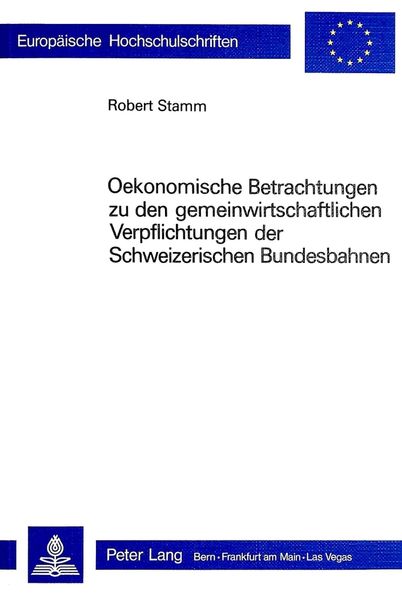 Europäische Hochschulschriften
Robert Stamm
Oekonomische Betrachtungen
zu den gemeinwirtschaftlichen
Verpflichtungen der
Schweizerischen Bundesbahnen
Peter Lang Bern · Frankfurt am Main · Las Vegas